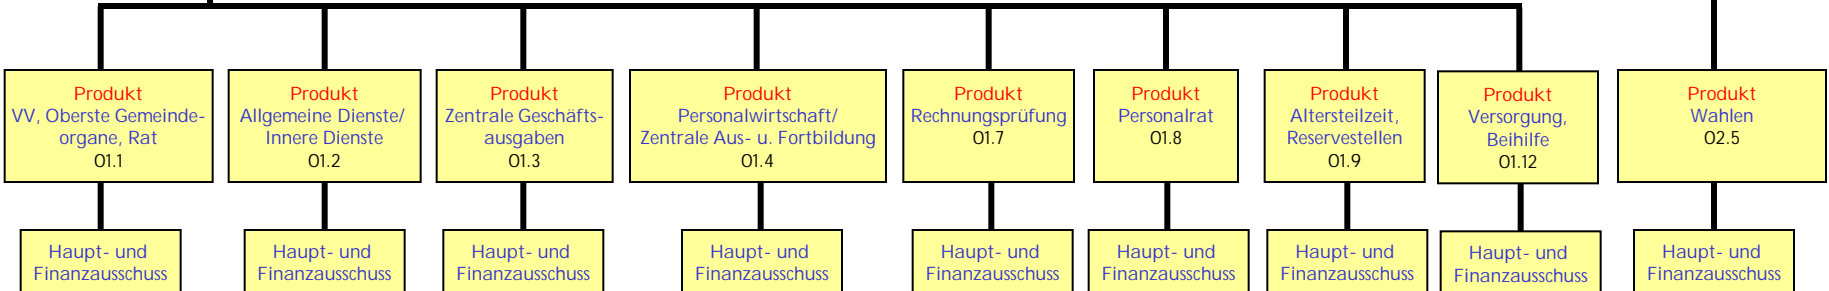 Produkt
VV, Oberste Gemeinde-
organe, Rat
01.1
Produkt
Allgemeine Dienste/
Innere Dienste
01.2
Produkt
Zentrale Geschäfts-
ausgaben
01.3
Produkt
Personalwirtschaft/
Zentrale Aus- u. Fortbildung
01.4
Produkt
Rechnungsprüfung
01.7
Produkt
Personalrat
01.8
Produkt
Altersteilzeit,
Reservestellen
01.9
Produkt
Versorgung,
Beihilfe
01.12
Produkt
Wahlen
02.5
Haupt- und
Finanzausschuss
Haupt- und
Finanzausschuss
Haupt- und
Finanzausschuss
Haupt- und
Finanzausschuss
Haupt- und
Finanzausschuss
Haupt- und
Finanzausschuss
Haupt- und
Finanzausschuss
Haupt- und
Finanzausschuss
Haupt- und
Finanzausschuss